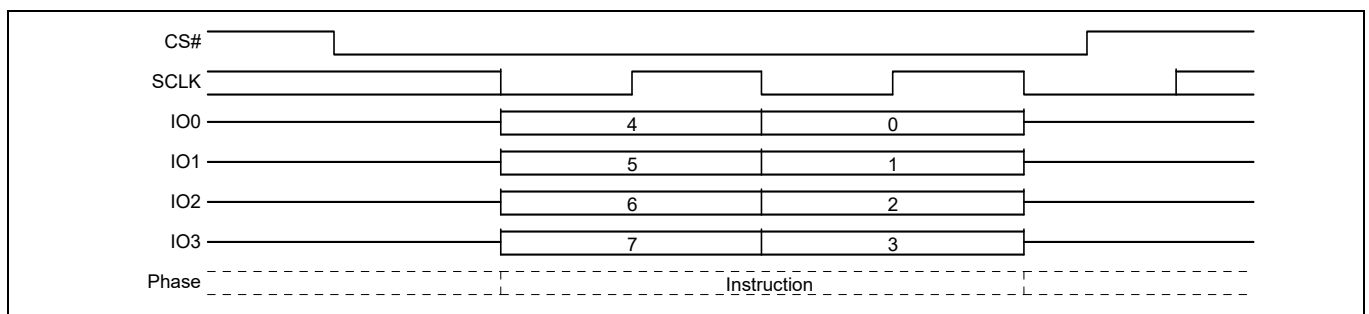 CS#
SCLK
IO0 4 0
IO1 5 1
IO2 6 2
IO3 7 3
Phase Instruction